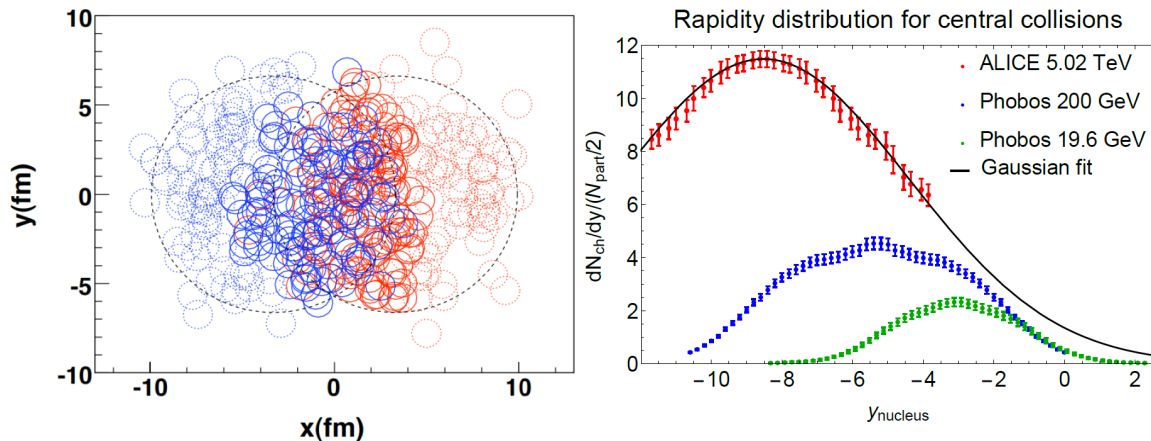 10
5
0
-5
-10
y(fm)
-10
0
10
x(fm)
Rapidity distribution for central collisions
12
10
8
6
4
2
0
dN_ch/dy/(N_part/2)
ALICE 5.02 TeV
Phobos 200 GeV
Phobos 19.6 GeV
Gaussian fit
-10
-8
-6
-4
-2
0
2
y_nucleus